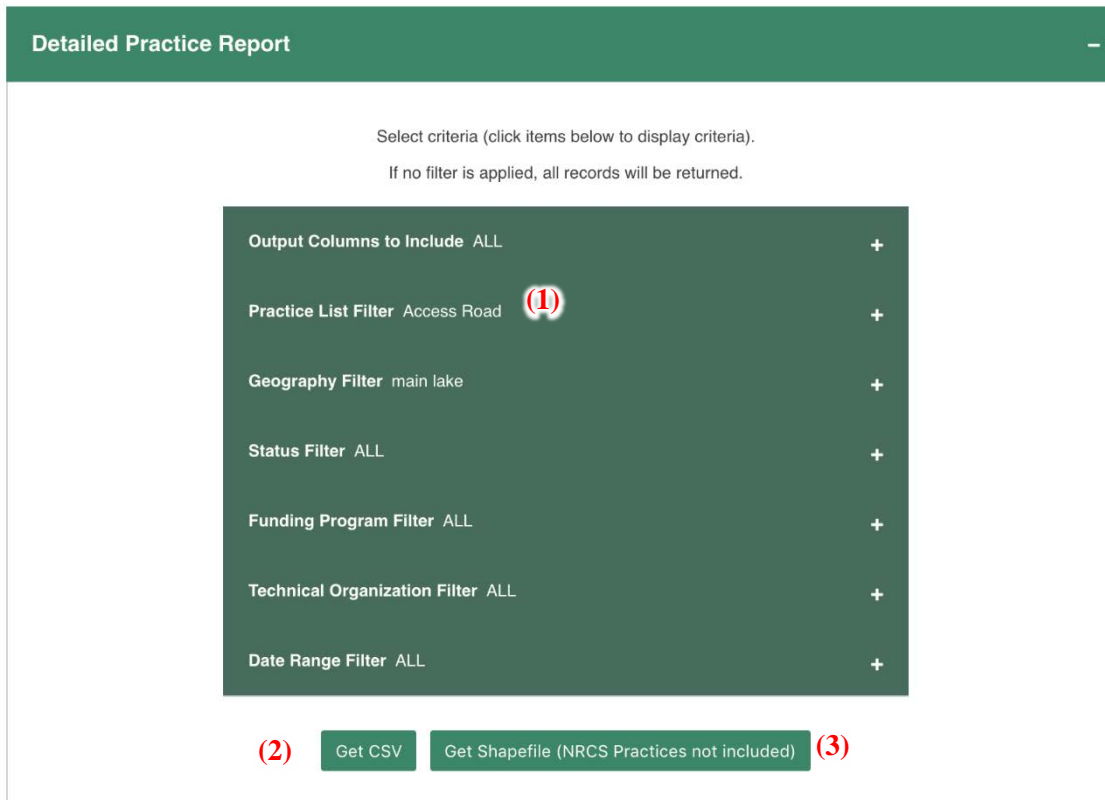 Detailed Practice Report –
Select criteria (click items below to display criteria).
If no filter is applied, all records will be returned.
Output Columns to Include ALL +
Practice List Filter Access Road (1) +
Geography Filter main lake +
Status Filter ALL +
Funding Program Filter ALL +
Technical Organization Filter ALL +
Date Range Filter ALL +
(2) Get CSV Get Shapefile (NRCS Practices not included) (3)